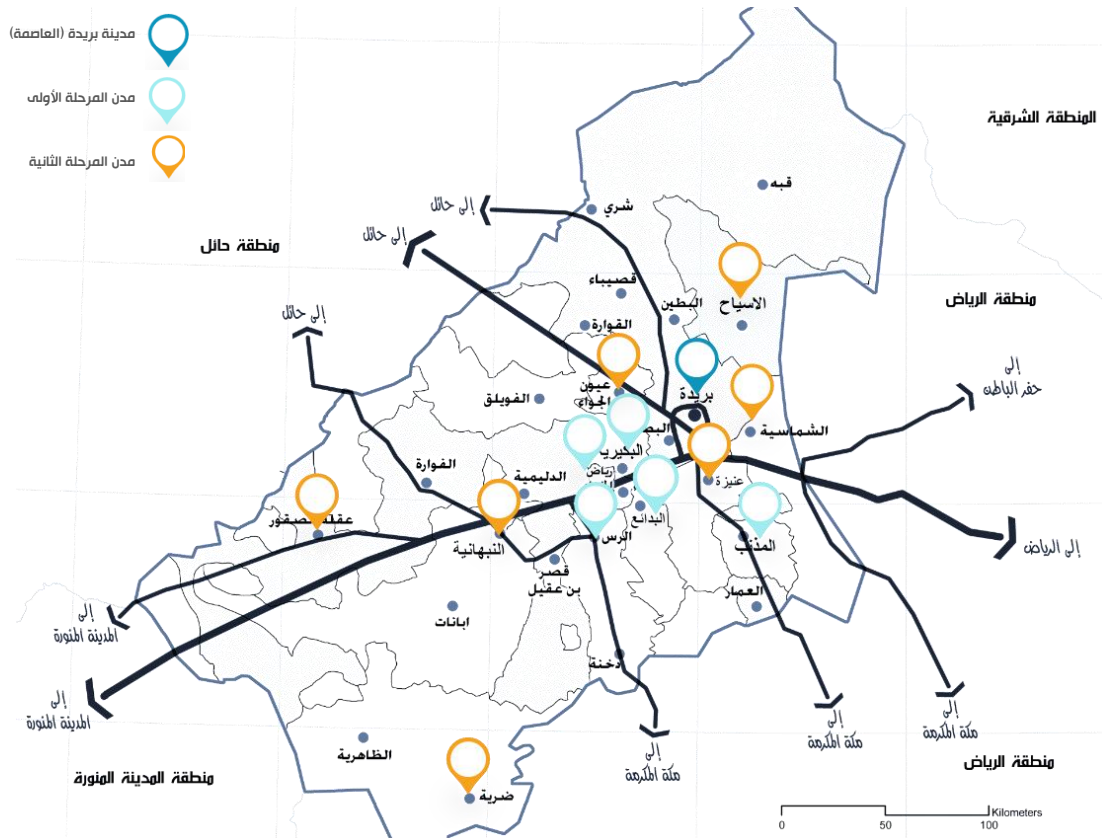 مدينة بريدة (العاصمة)
مدن المرحلة الأولى
مدن المرحلة الثانية
المنطقة الشرقية
قبه
شري
إلى حائل
إلى حائل
منطقة حائل
قصيباء
البطين
الاسياح
منطقة الرياض
إلى حائل
القوارة
إلى
حفر الباطن
عيون
الجواء
بريدة
الفويلق
الشماسية
البكيرية
رياض
عنيزة
الفوارة
الدليمية
البدائع
عقلة الصقور
النبهانية
الرس
المذنب
إلى الرياض
قصر
بن عقيل
العمار
ابانات
إلى
المدينة المنورة
دخنة
إلى
المدينة المنورة
إلى
مكة المكرمة
إلى
مكة المكرمة
إلى
مكة المكرمة
الظاهرية
منطقة المدينة المنورة
منطقة الرياض
ضرية
Kilometers
0 50 100